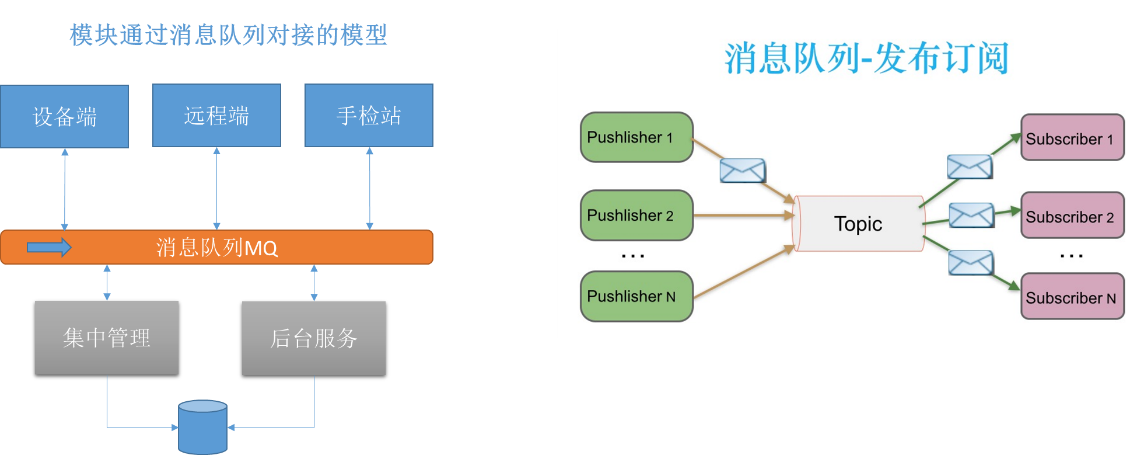 模块通过消息队列对接的模型
设备端
远程端
手检站
消息队列MQ
集中管理
后台服务
消息队列-发布订阅
Pushlisher 1
Pushlisher 2
...
Pushlisher N
Topic
Subscriber 1
Subscriber 2
...
Subscriber N